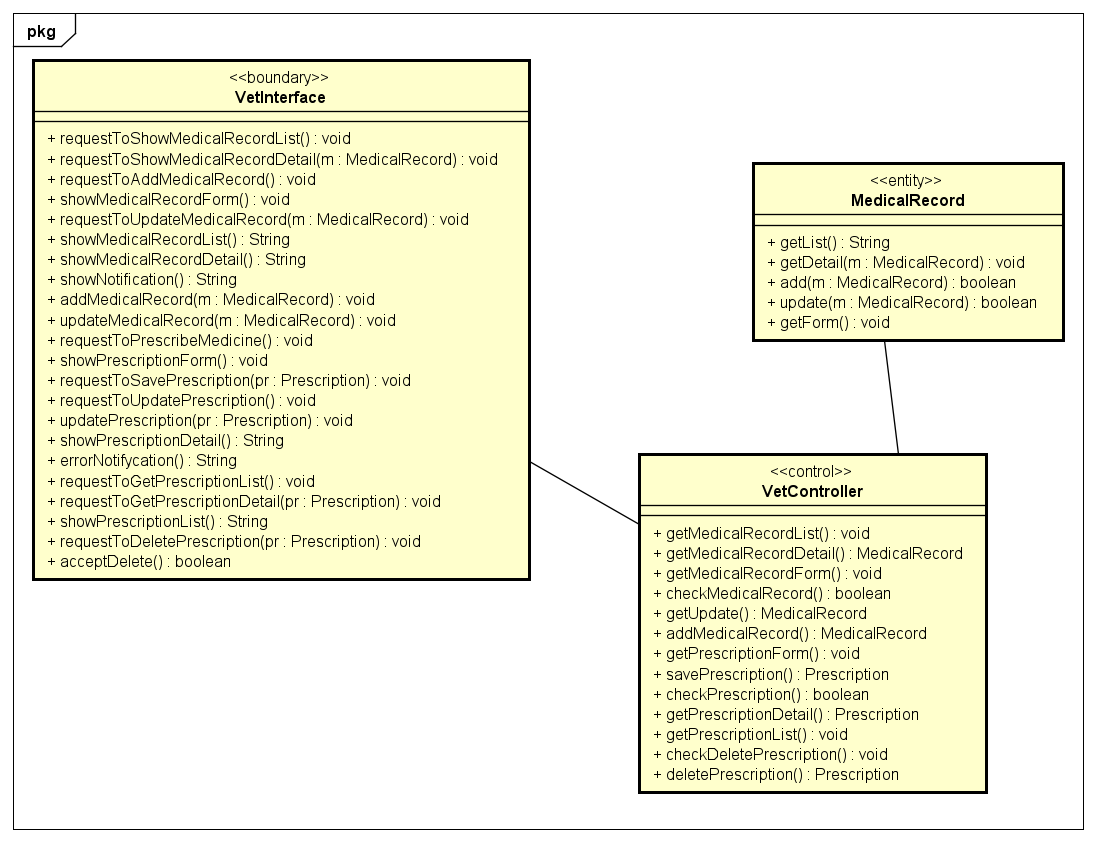 pkg
<<boundary>>
VetInterface
+ requestToShowMedicalRecordList() : void
+ requestToShowMedicalRecordDetail(m : MedicalRecord) : void
+ requestToAddMedicalRecord() : void
+ showMedicalRecordForm() : void
+ requestToUpdateMedicalRecord(m : MedicalRecord) : void
+ showMedicalRecordList() : String
+ showMedicalRecordDetail() : String
+ showNotification() : String
+ addMedicalRecord(m : MedicalRecord) : void
+ updateMedicalRecord(m : MedicalRecord) : void
+ requestToPrescribeMedicine() : void
+ showPrescriptionForm() : void
+ requestToSavePrescription(pr : Prescription) : void
+ requestToUpdatePrescription() : void
+ updatePrescription(pr : Prescription) : void
+ showPrescriptionDetail() : String
+ errorNotifycation() : String
+ requestToGetPrescriptionList() : void
+ requestToGetPrescriptionDetail(pr : Prescription) : void
+ showPrescriptionList() : String
+ requestToDeletePrescription(pr : Prescription) : void
+ acceptDelete() : boolean
<<entity>>
MedicalRecord
+ getList() : String
+ getDetail(m : MedicalRecord) : void
+ add(m : MedicalRecord) : boolean
+ update(m : MedicalRecord) : boolean
+ getForm() : void
<<control>>
VetController
+ getMedicalRecordList() : void
+ getMedicalRecordDetail() : MedicalRecord
+ getMedicalRecordForm() : void
+ checkMedicalRecord() : boolean
+ getUpdate() : MedicalRecord
+ addMedicalRecord() : MedicalRecord
+ getPrescriptionForm() : void
+ savePrescription() : Prescription
+ checkPrescription() : boolean
+ getPrescriptionDetail() : Prescription
+ getPrescriptionList() : void
+ checkDeletePrescription() : void
+ deletePrescription() : Prescription